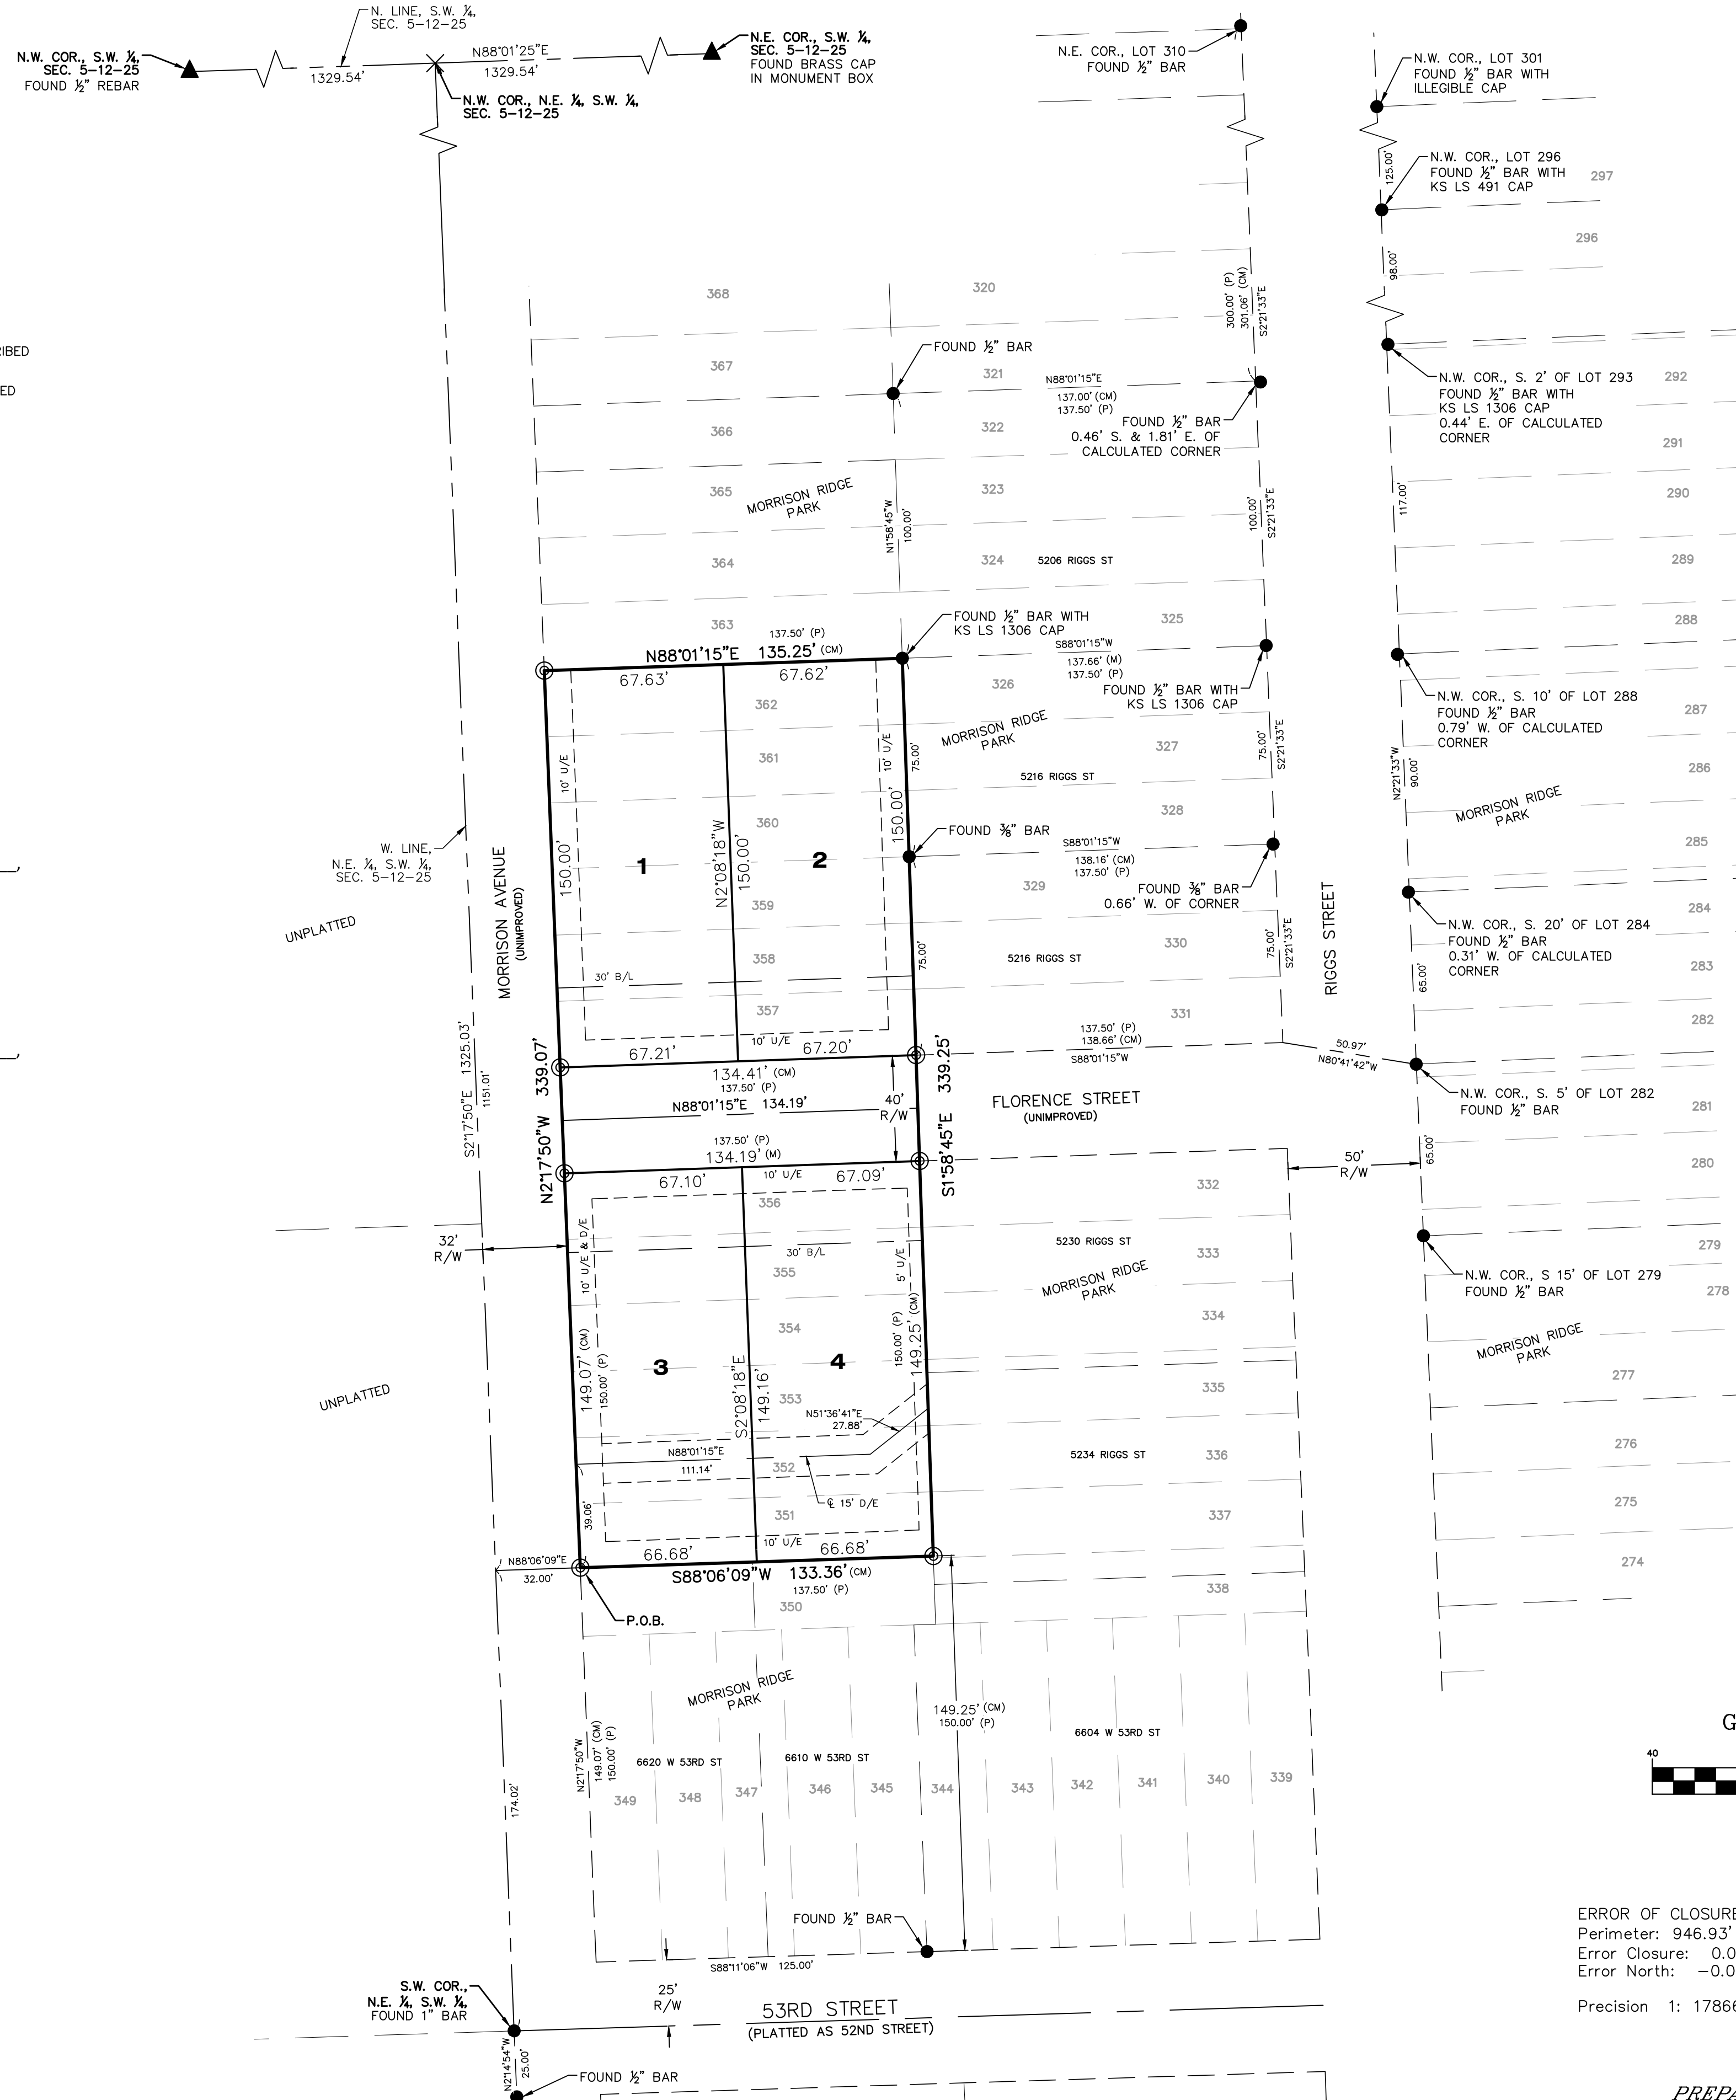 N. LINE, S.W. ¼,
SEC. 5-12-25
N.W. COR., S.W. ¼,
SEC. 5-12-25
FOUND ½" REBAR
1329.54'
N88°01'25"E
1329.54'
N.E. COR., S.W. ¼,
SEC. 5-12-25
FOUND BRASS CAP
IN MONUMENT BOX
N.W. COR., N.E. ¼, S.W. ¼,
SEC. 5-12-25
N.E. COR., LOT 310
FOUND ½" BAR
N.W. COR., LOT 301
FOUND ½" BAR WITH
ILLEGIBLE CAP
125.00'
N.W. COR., LOT 296
FOUND ½" BAR WITH
KS LS 491 CAP
297
296
98.00'
368
320
300.00' (P)
301.06' (CM)
S2°21'33"E
RIBED
ED
FOUND ½" BAR
367
321
N88°01'15"E
137.00' (CM)
137.50' (P)
FOUND ½" BAR
0.46' S. & 1.81' E. OF
CALCULATED CORNER
N.W. COR., S. 2' OF LOT 293
FOUND ½" BAR WITH
KS LS 1306 CAP
0.44' E. OF CALCULATED
CORNER
292
366
322
291
365
MORRISON RIDGE
PARK
323
N1°58'45"W
100.00'
100.00'
S2°21'33"E
117.00'
290
364
324
5206 RIGGS ST
289
363
137.50' (P)
N88°01'15"E 135.25' (CM)
FOUND ½" BAR WITH
KS LS 1306 CAP
325
S88°01'15"W
137.66' (M)
137.50' (P)
288
67.63'
67.62'
326
FOUND ½" BAR WITH
KS LS 1306 CAP
N.W. COR., S. 10' OF LOT 288
FOUND ½" BAR
0.79' W. OF CALCULATED
CORNER
287
362
MORRISON RIDGE
PARK
327
10' U/E
361
10' U/E
75.00'
75.00'
S2°21'33"E
5216 RIGGS ST
N2°21'33"W
90.00'
286
MORRISON RIDGE
PARK
328
360
150.00'
FOUND ⅜" BAR
S88°01'15"W
138.16' (CM)
137.50' (P)
285
W. LINE,
N.E. ¼, S.W. ¼,
SEC. 5-12-25
MORRISON AVENUE
(UNIMPROVED)
150.00'
1
N2°08'18"W
150.00'
2
329
FOUND ⅜" BAR
0.66' W. OF CORNER
RIGGS STREET
UNPLATTED
359
284
N.W. COR., S. 20' OF LOT 284
FOUND ½" BAR
0.31' W. OF CALCULATED
CORNER
358
75.00'
330
75.00'
S2°21'33"E
5216 RIGGS ST
283
30' B/L
65.00'
357
331
282
10' U/E
67.21'
67.20'
137.50' (P)
138.66' (CM)
S88°01'15"W
50.97'
N80°41'42"W
S2°17'50"E 1325.03'
1151.01'
339.07'
N2°17'50"W
134.41' (CM)
137.50' (P)
339.25'
S1°58'45"E
N.W. COR., S. 5' OF LOT 282
FOUND ½" BAR
281
N88°01'15"E 134.19'
40'
R/W
FLORENCE STREET
(UNIMPROVED)
65.00'
137.50' (P)
134.19' (M)
10' U/E
67.10'
67.09'
50'
R/W
280
356
332
32'
R/W
10' U/E & D/E
30' B/L
355
5' U/E
5230 RIGGS ST
333
279
MORRISON RIDGE
PARK
N.W. COR., S 15' OF LOT 279
FOUND ½" BAR
278
354
334
150.00' (P)
149.25' (CM)
MORRISON RIDGE
PARK
149.07' (CM)
150.00' (P)
3
4
UNPLATTED
S2°08'18"E
149.16'
353
335
277
N51°36'41"E
27.88'
N88°01'15"E
111.14'
352
5234 RIGGS ST
336
276
℄ 15' D/E
39.06'
351
337
275
10' U/E
N88°06'09"E
32.00'
66.68'
66.68'
S88°06'09"W 133.36' (CM)
137.50' (P)
274
338
350
P.O.B.
MORRISON RIDGE
PARK
149.25' (CM)
150.00' (P)
N2°17'50"W
149.07' (CM)
150.00' (P)
6620 W 53RD ST
6610 W 53RD ST
6604 W 53RD ST
G
40
174.02'
349
348
347
346
345
344
343
342
341
340
339
FOUND ½" BAR
S88°11'06"W 125.00'
ERROR OF CLOSURE
Perimeter: 946.93'
Error Closure: 0.0
Error North: -0.0
Precision 1: 17866
S.W. COR.,
N.E. ¼, S.W. ¼,
FOUND 1" BAR
25'
R/W
53RD STREET
(PLATTED AS 52ND STREET)
N2°14'54"W
25.00'
FOUND ½" BAR
PREPA